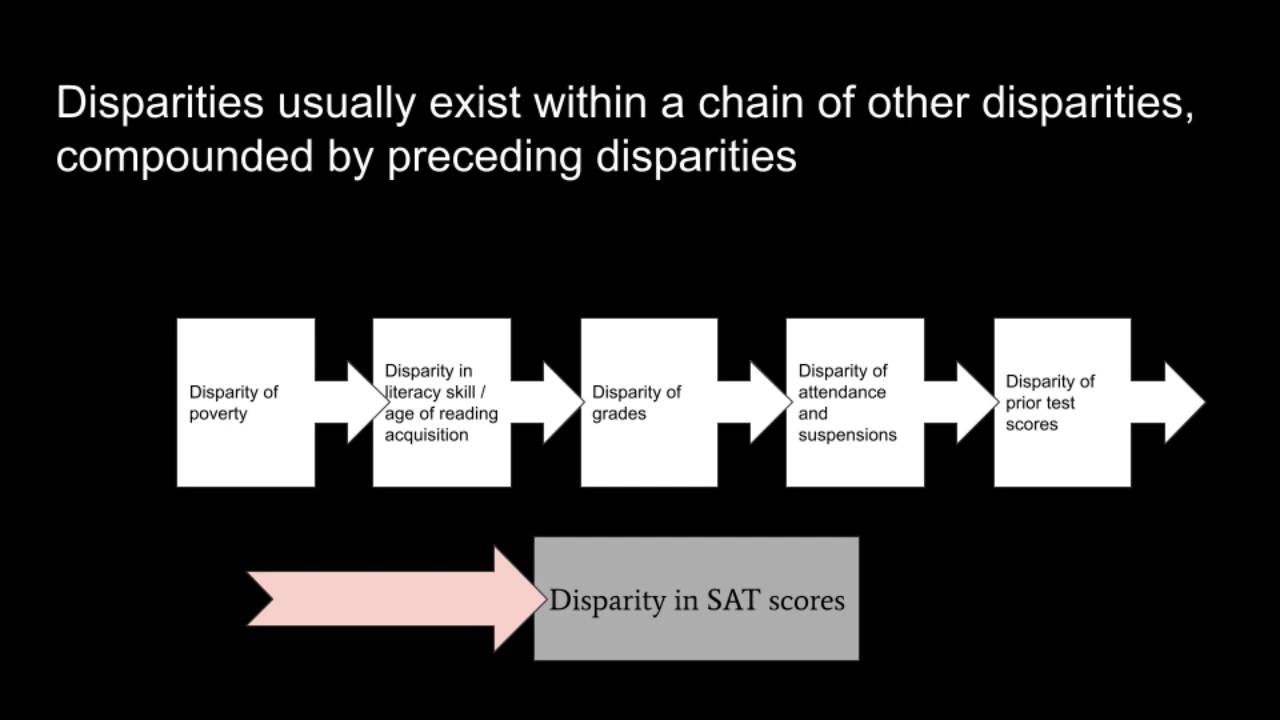 Disparities usually exist within a chain of other disparities,
compounded by preceding disparities
Disparity of
poverty
Disparity in
literacy skill /
age of reading
acquisition
Disparity of
grades
Disparity of
attendance
and
suspensions
Disparity of
prior test
scores
Disparity in SAT scores